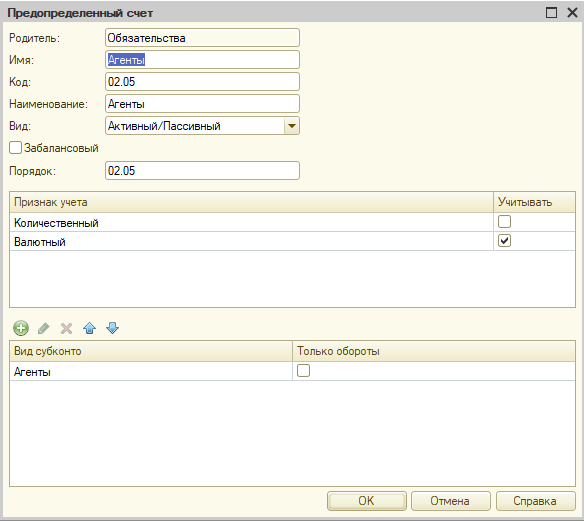 Предопределенный счет
Родитель: Обязательства
Имя: Агенты
Код: 02.05
Наименование: Агенты
Вид: Активный/Пассивный
Забалансовый
Порядок: 02.05
Признак учета Учитывать
Количественный
Валютный
Вид субконто Только обороты
Агенты
OK Отмена Справка